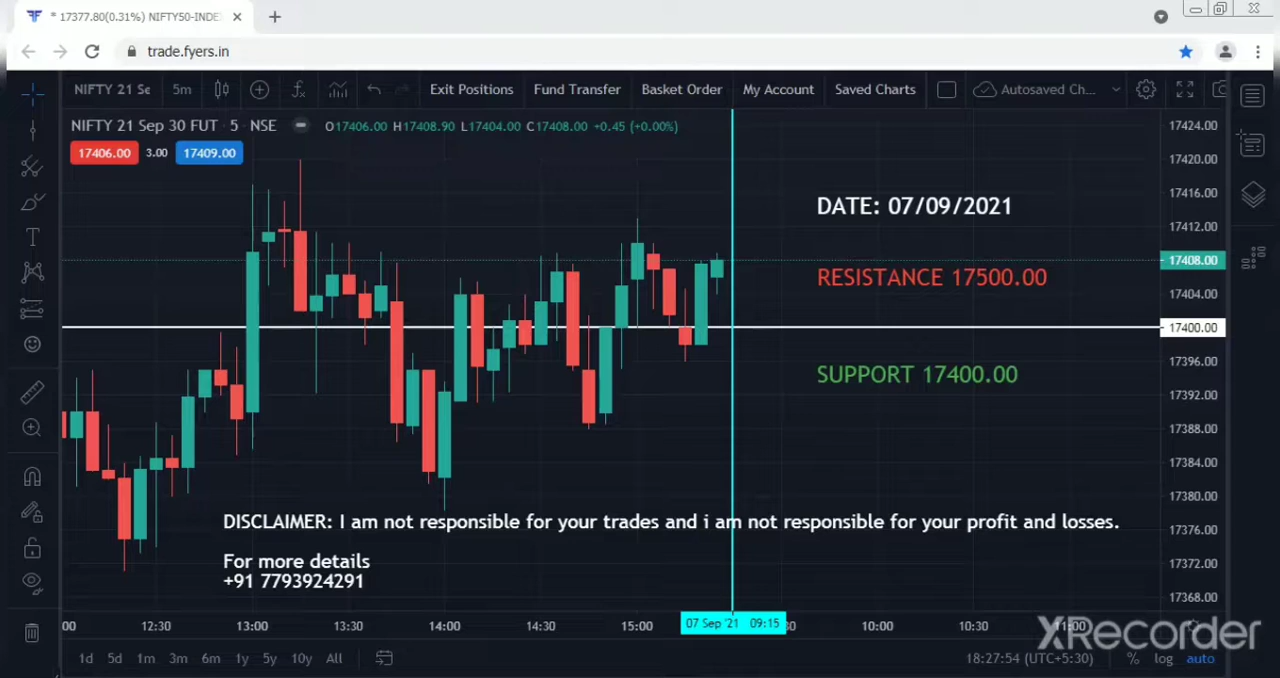 * 17377.80(0.31%) NIFTY50-INDE
trade.fyers.in
NIFTY 21 Se 5m Exit Positions Fund Transfer Basket Order My Account Saved Charts Autosaved Ch...
NIFTY 21 Sep 30 FUT · 5 · NSE O17406.00 H17408.90 L17404.00 C17408.00 +0.45 (+0.00%)
17406.00 3.00 17409.00
17424.00
17420.00
17416.00
17412.00
17408.00
17404.00
17400.00
17396.00
17392.00
17388.00
17384.00
17380.00
17376.00
17372.00
17368.00
DATE: 07/09/2021
RESISTANCE 17500.00
SUPPORT 17400.00
DISCLAIMER: I am not responsible for your trades and i am not responsible for your profit and losses.
For more details
+91 7793924291
:00 12:30 13:00 13:30 14:00 14:30 15:00 07 Sep '21 09:15 10:00 10:30 11:00
XRecorder
1d 5d 1m 3m 6m 1y 5y 10y All 18:27:54 (UTC+5:30) % log auto